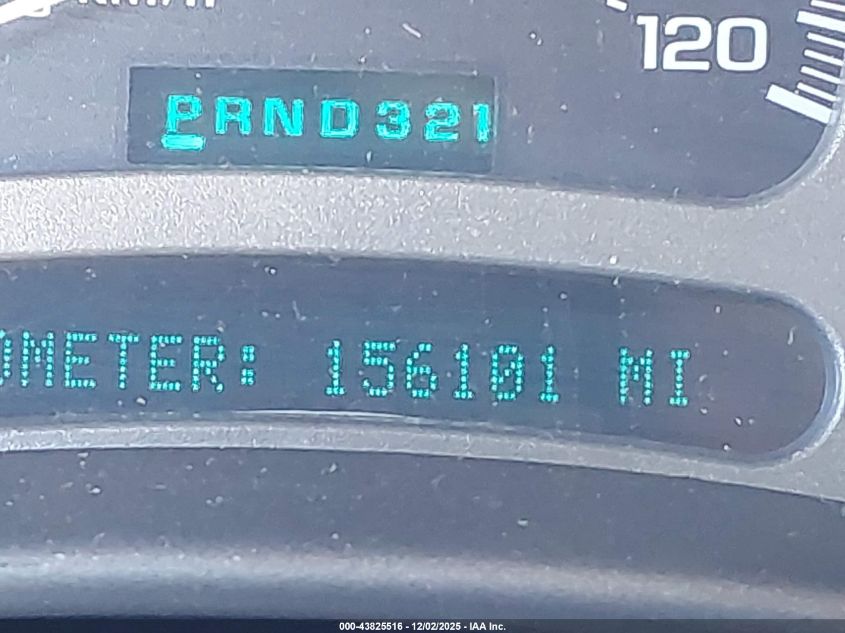 120
PRND321
OMETER: 156101 MI
000-43825516 - 12/02/2025 - IAA Inc.